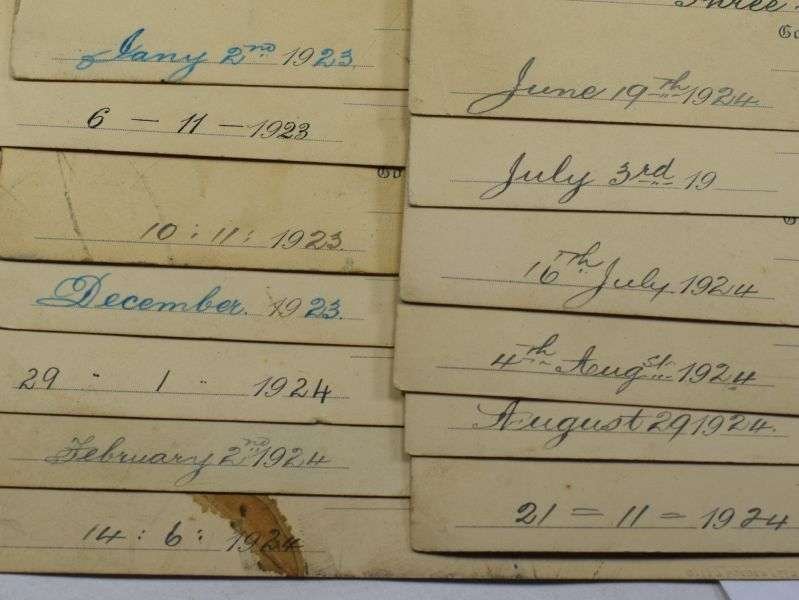 Jany 2nd 1923.
6 - 11 - 1923
10 : 11 : 1923.
December. 1923.
29 " 1 " 1924
February 2nd 1924
14 : 6 : 1924
Three
Go
June 19th 1924
July 3rd 19
16th July 1924
4th Augst 1924
August 29 1924.
21 = 11 = 1924